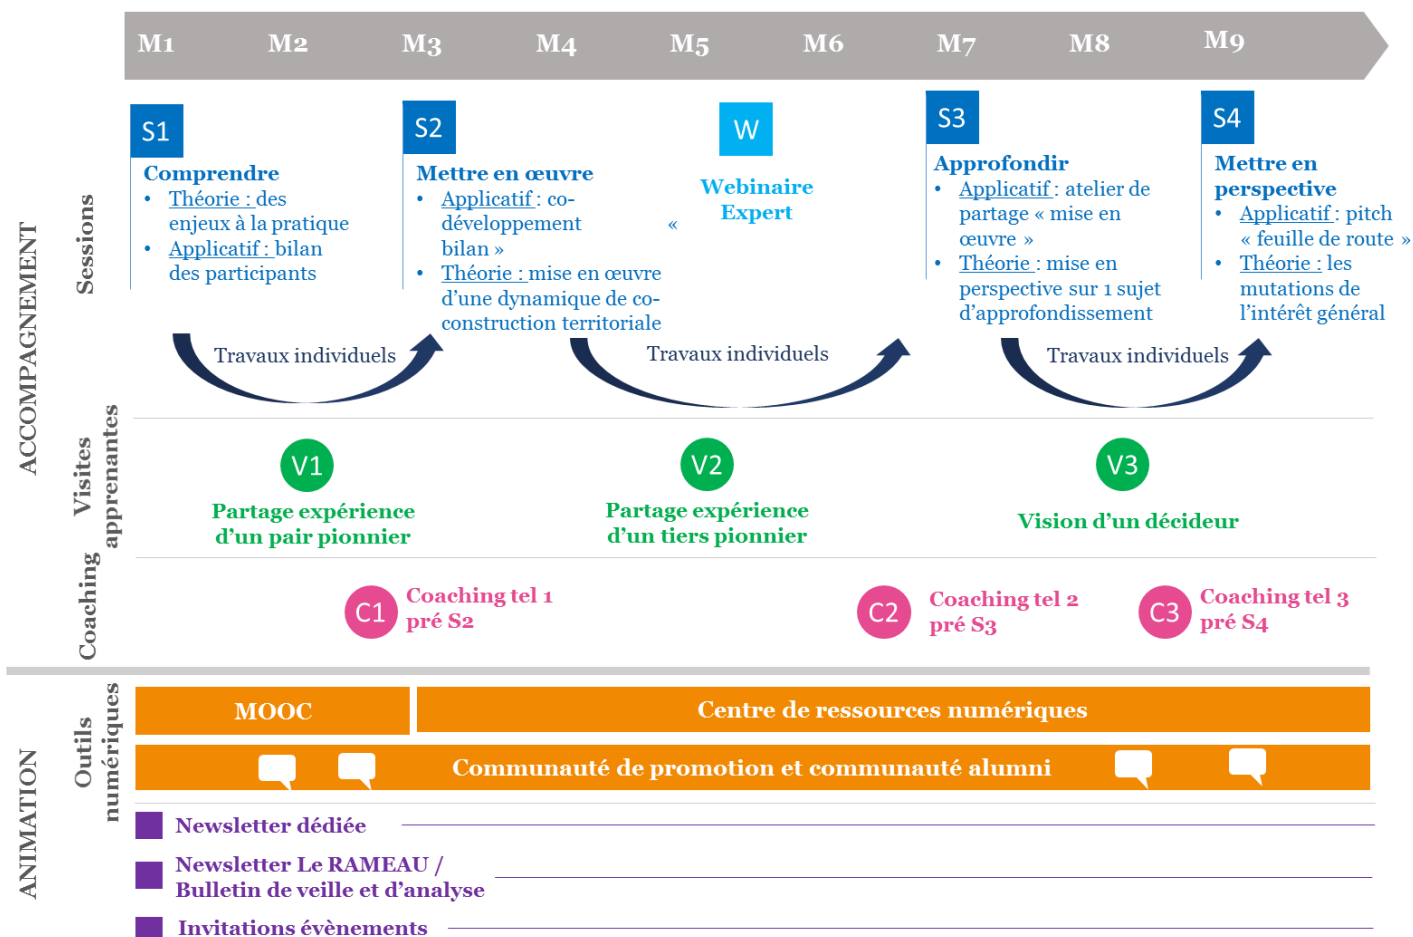 M1 M2 M3 M4 M5 M6 M7 M8 M9
ACCOMPAGNEMENT
Sessions
S1
Comprendre
• Théorie : des
enjeux à la pratique
• Applicatif : bilan
des participants
S2
Mettre en œuvre
• Applicatif : co-
développement «
bilan »
• Théorie : mise en œuvre
d’une dynamique de co-
construction territoriale
W
Webinaire
Expert
S3
Approfondir
• Applicatif : atelier de
partage « mise en
œuvre »
• Théorie : mise en
perspective sur 1 sujet
d’approfondissement
S4
Mettre en
perspective
• Applicatif : pitch
« feuille de route »
• Théorie : les
mutations de
l’intérêt général
Travaux individuels
Travaux individuels
Travaux individuels
Visites
apprenantes
V1
Partage expérience
d’un pair pionnier
V2
Partage expérience
d’un tiers pionnier
V3
Vision d’un décideur
Coaching
C1
Coaching tel 1
pré S2
C2
Coaching tel 2
pré S3
C3
Coaching tel 3
pré S4
ANIMATION
Outils
numériques
MOOC
Centre de ressources numériques
Communauté de promotion et communauté alumni
Newsletter dédiée
Newsletter Le RAMEAU /
Bulletin de veille et d’analyse
Invitations évènements